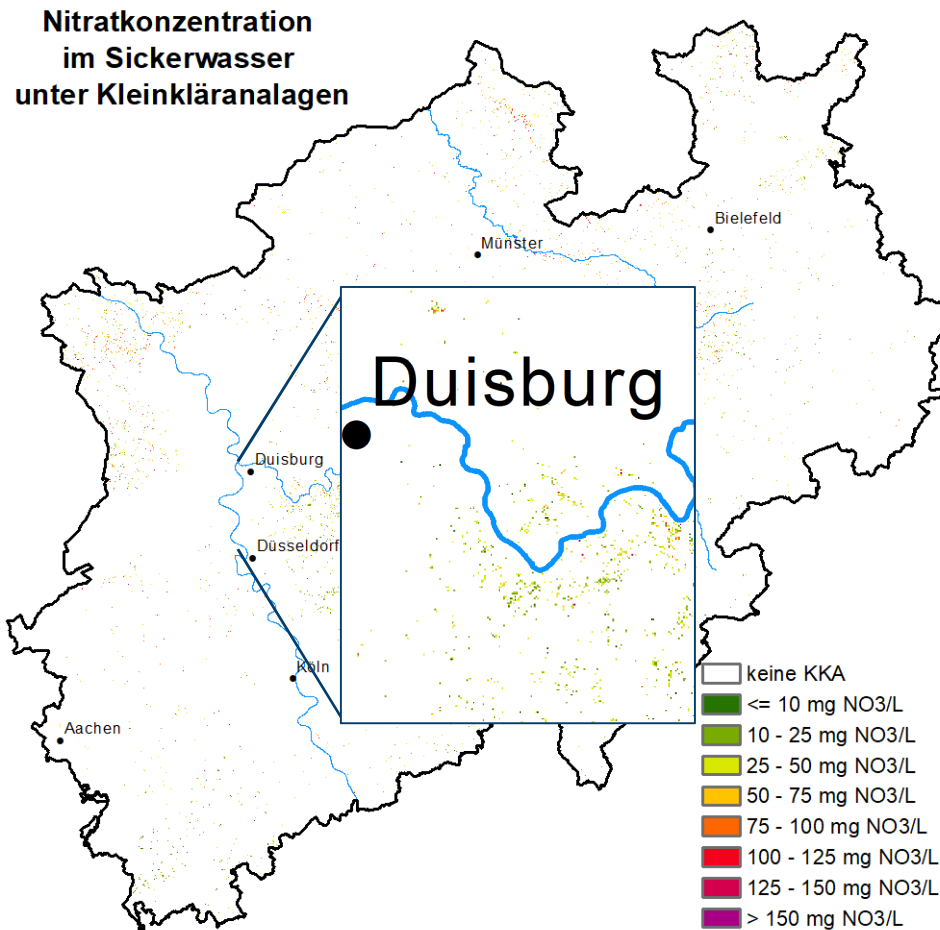 Nitratkonzentration
im Sickerwasser
unter Kleinkläranalagen
Bielefeld
Münster
Duisburg
Duisburg
Düsseldorf
Köln
Aachen
keine KKA
<= 10 mg NO3/L
10 - 25 mg NO3/L
25 - 50 mg NO3/L
50 - 75 mg NO3/L
75 - 100 mg NO3/L
100 - 125 mg NO3/L
125 - 150 mg NO3/L
> 150 mg NO3/L